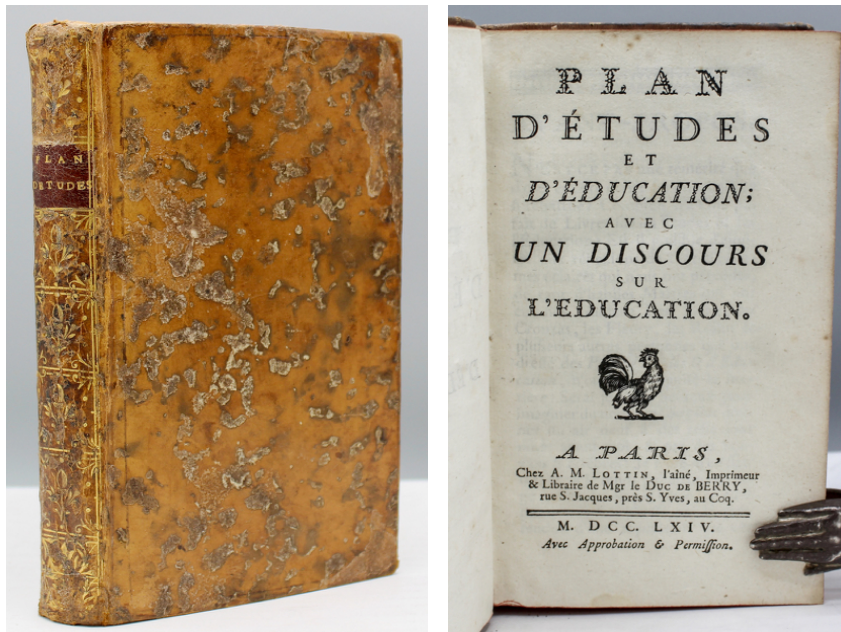 PLAN
D'ETUDES
PLAN
D'ÉTUDES
ET
D'ÉDUCATION;
AVEC
UN DISCOURS
SUR
L'EDUCATION.
A PARIS,
Chez A. M. LOTTIN, l'aîné, Imprimeur
& Libraire de Mgr le DUC DE BERRY,
rue S. Jacques, près S. Yves, au Coq.
M. DCC. LXIV.
Avec Approbation & Permiſſion.